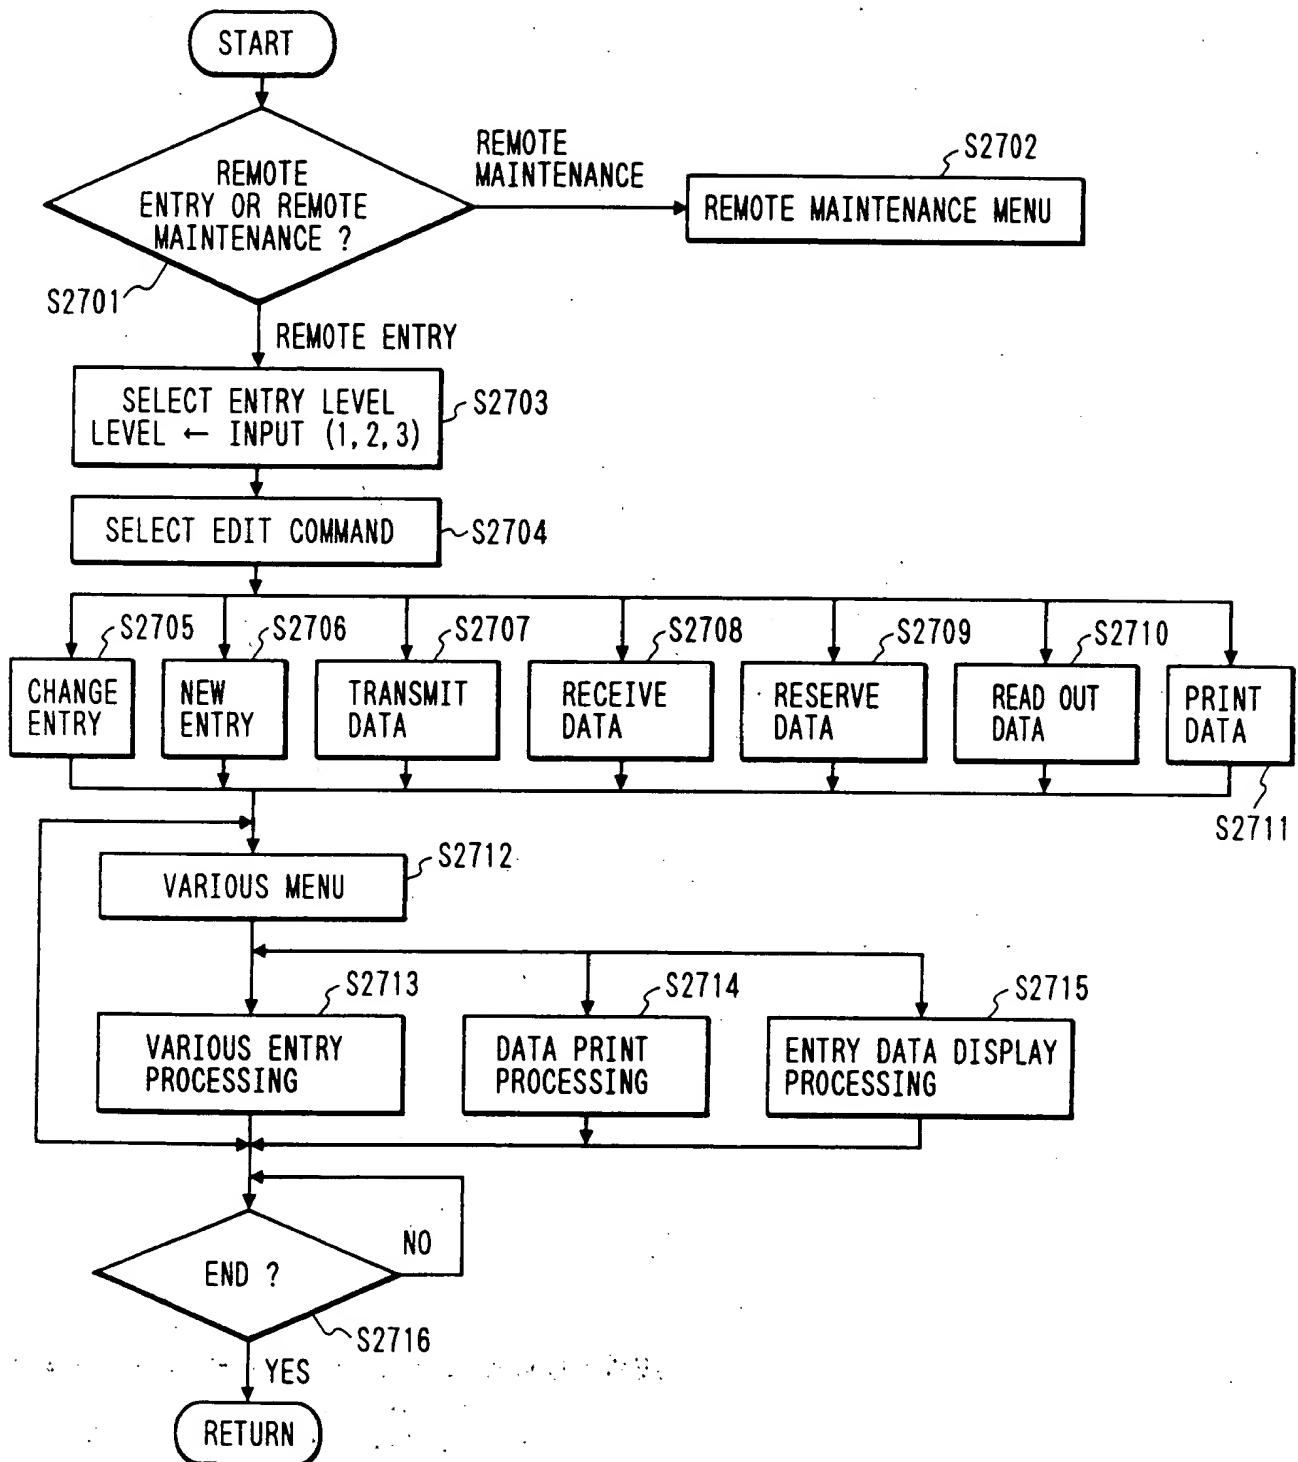 START
REMOTE
ENTRY OR REMOTE
MAINTENANCE ?
S2701
REMOTE
MAINTENANCE
S2702
REMOTE MAINTENANCE MENU
REMOTE ENTRY
SELECT ENTRY LEVEL
LEVEL ← INPUT (1,2,3)
S2703
SELECT EDIT COMMAND
S2704
S2705
CHANGE
ENTRY
S2706
NEW
ENTRY
S2707
TRANSMIT
DATA
S2708
RECEIVE
DATA
S2709
RESERVE
DATA
S2710
READ OUT
DATA
PRINT
DATA
S2711
S2712
VARIOUS MENU
S2713
VARIOUS ENTRY
PROCESSING
S2714
DATA PRINT
PROCESSING
S2715
ENTRY DATA DISPLAY
PROCESSING
END ?
NO
S2716
YES
RETURN